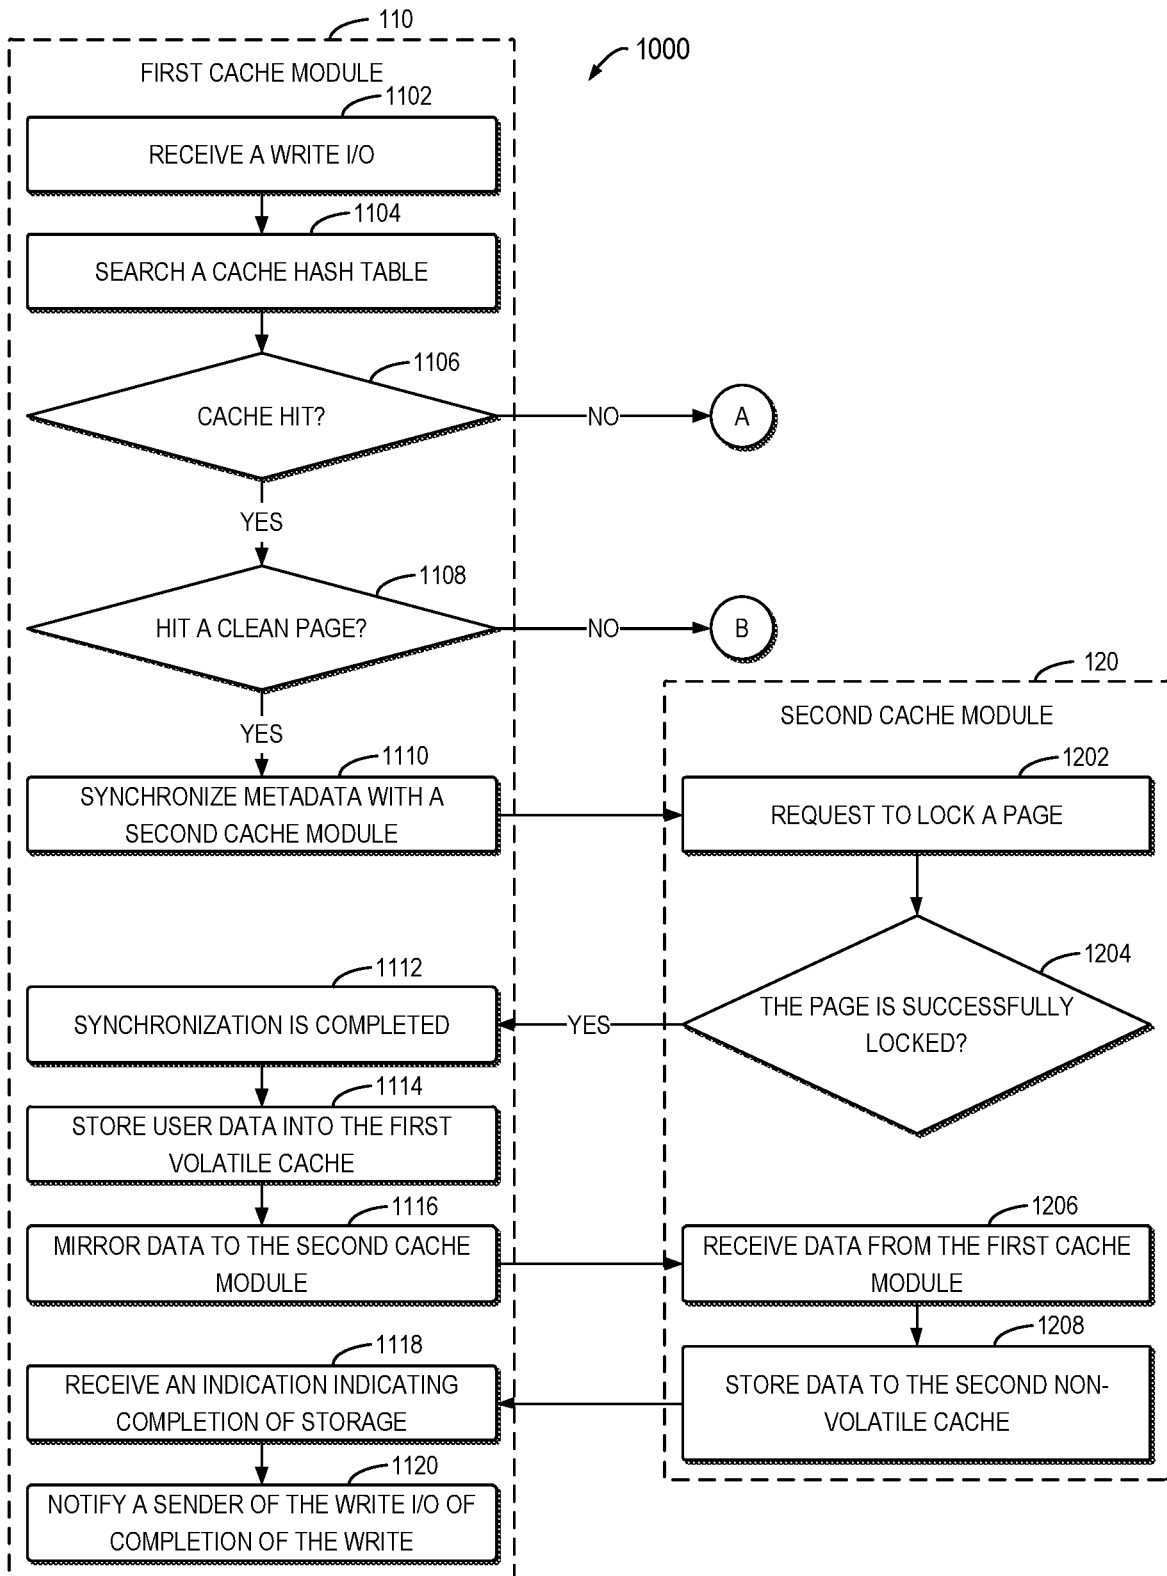 110
1000
FIRST CACHE MODULE
1102
RECEIVE A WRITE I/O
1104
SEARCH A CACHE HASH TABLE
1106
CACHE HIT?
NO
A
YES
1108
HIT A CLEAN PAGE?
NO
B
YES
120
SECOND CACHE MODULE
1110
SYNCHRONIZE METADATA WITH A
SECOND CACHE MODULE
1202
REQUEST TO LOCK A PAGE
1204
THE PAGE IS SUCCESSFULLY
LOCKED?
YES
1112
SYNCHRONIZATION IS COMPLETED
1114
STORE USER DATA INTO THE FIRST
VOLATILE CACHE
1116
MIRROR DATA TO THE SECOND CACHE
MODULE
1206
RECEIVE DATA FROM THE FIRST CACHE
MODULE
1208
STORE DATA TO THE SECOND NON-
VOLATILE CACHE
1118
RECEIVE AN INDICATION INDICATING
COMPLETION OF STORAGE
1120
NOTIFY A SENDER OF THE WRITE I/O OF
COMPLETION OF THE WRITE